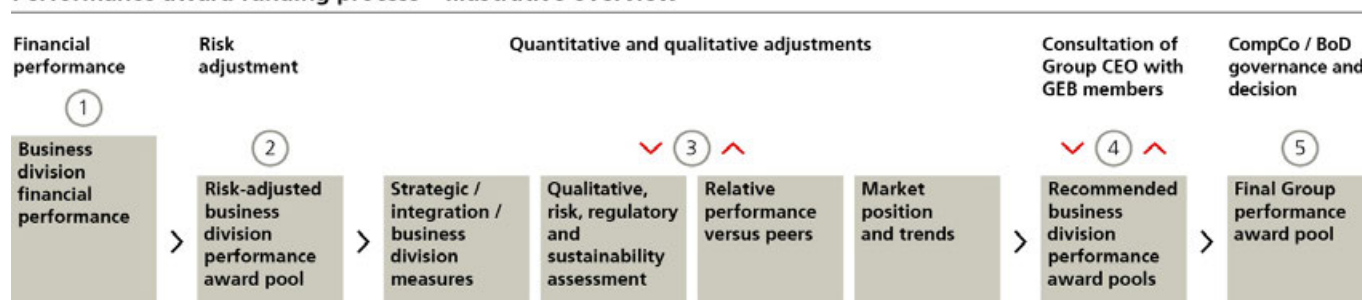 Financial
performance
Risk
adjustment
Quantitative and qualitative adjustments
Consultation of
Group CEO with
GEB members
CompCo / BoD
governance and
decision
1
2
3
4
5
Business
division
financial
performance
Risk-adjusted
business
division
performance
award pool
Strategic /
integration /
business
division
measures
Qualitative,
risk, regulatory
and
sustainability
assessment
Relative
performance
versus peers
Market
position
and trends
Recommended
business
division
performance
award pools
Final Group
performance
award pool